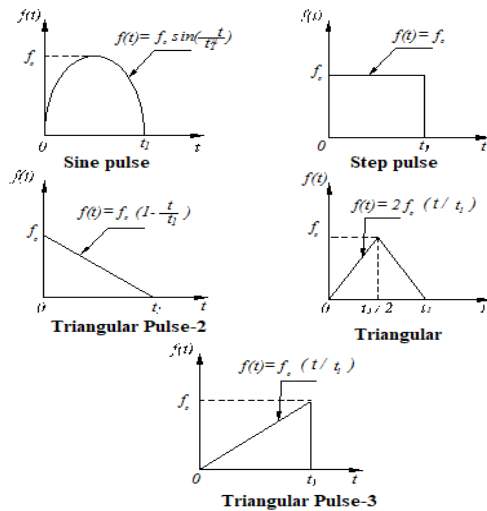 f(t)
f(t)= f₀ sin(t/t₁)
f₀
0 t₁ t
Sine pulse
f(t)
f(t)= f₀
f₀
0 t₁ t
Step pulse
f(t)
f(t)= f₀ (1- t/t₁ )
f₀
0 t₁ t
Triangular Pulse-2
f(t)
f(t)= 2 f₀ ( t / t₁ )
f₀
t₁ / 2 t₁
Triangular
f(t)
f(t)= f₀ ( t / t₁ )
f₀
0 t₁ t
Triangular Pulse-3